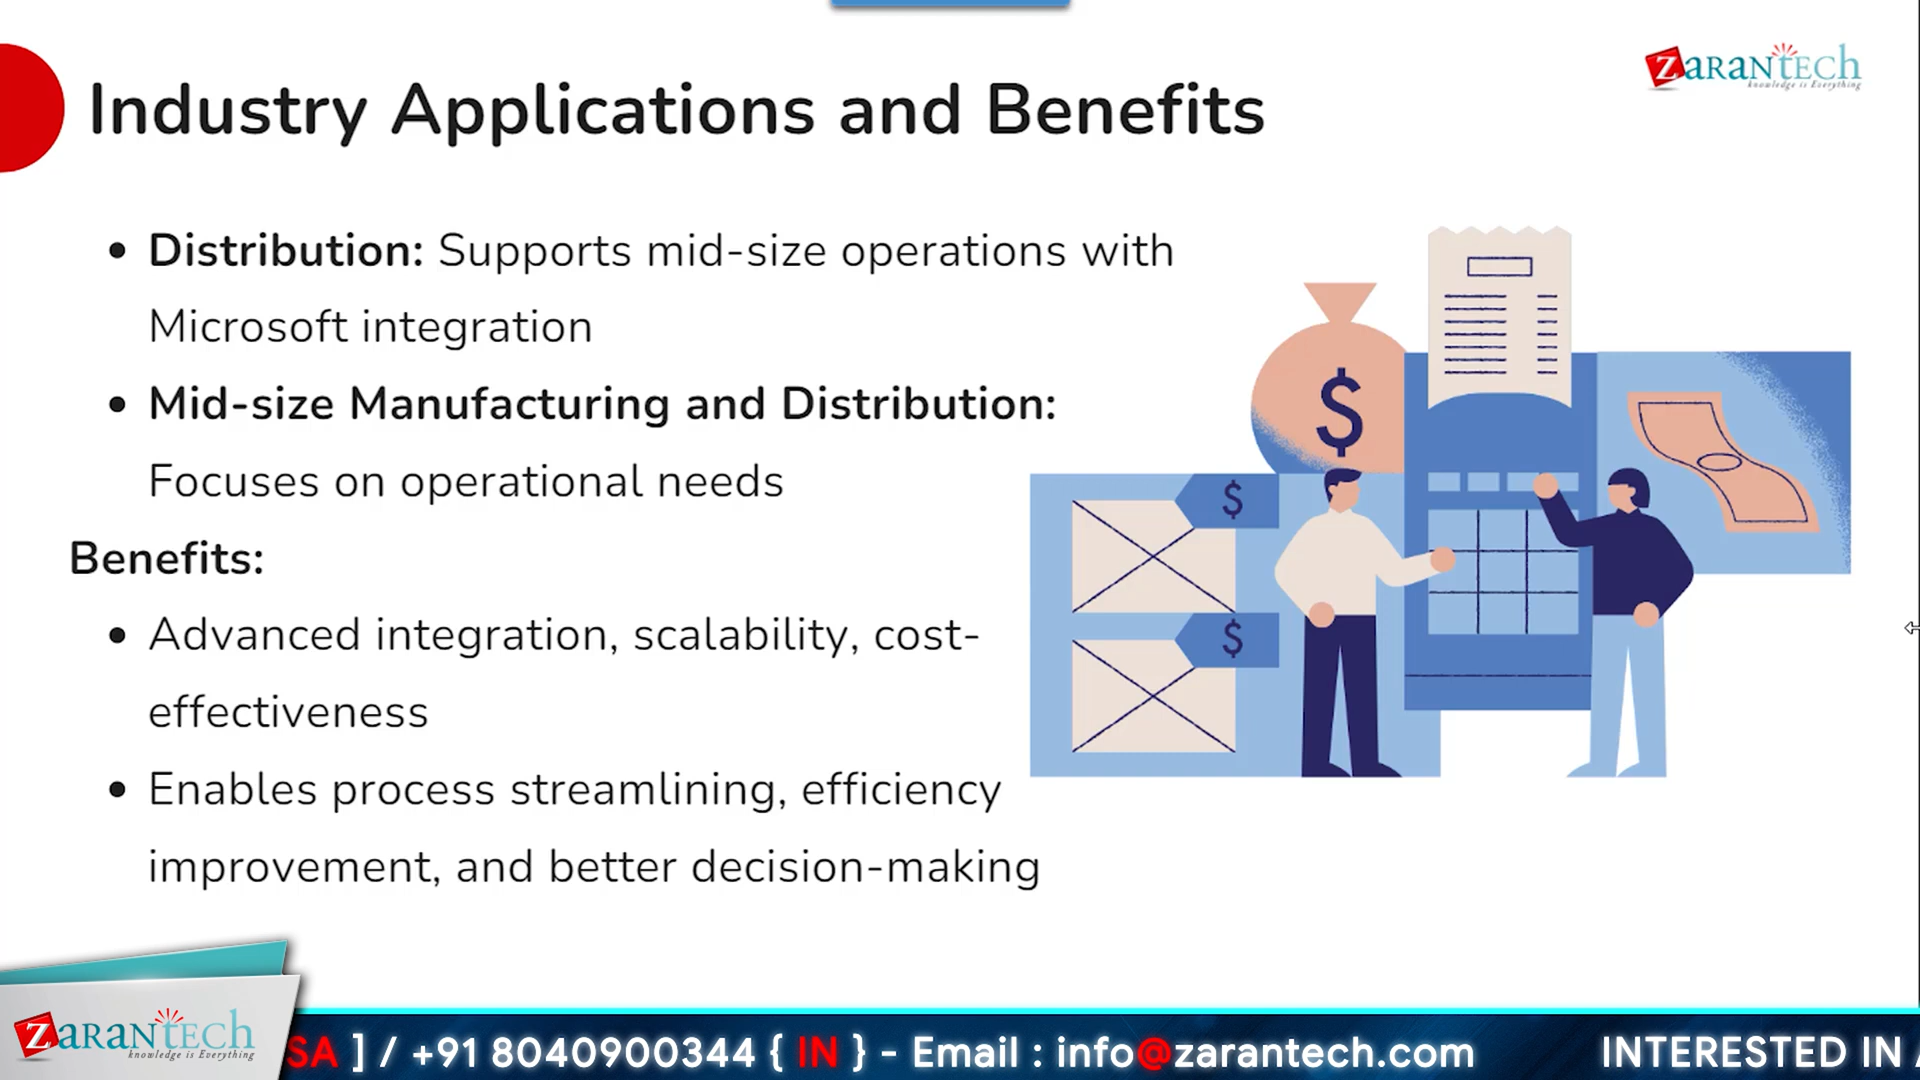 Industry Applications and Benefits
ZARANTECH
knowledge is Everything
• Distribution: Supports mid-size operations with
Microsoft integration
• Mid-size Manufacturing and Distribution:
Focuses on operational needs
Benefits:
• Advanced integration, scalability, cost-
effectiveness
• Enables process streamlining, efficiency
improvement, and better decision-making
$
$
$
ZARANTECH
knowledge is Everything
SA ] / +91 8040900344 { IN } - Email : info@zarantech.com INTERESTED IN